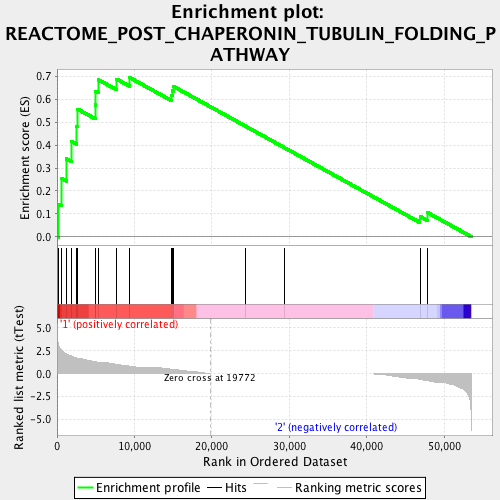 Enrichment plot:
REACTOME_POST_CHAPERONIN_TUBULIN_FOLDING_P
ATHWAY
Enrichment score (ES)
0.7
0.6
0.5
0.4
0.3
0.2
0.1
0.0
'1' (positively correlated)
Ranked list metric (tTest)
5.0
2.5
0.0
-2.5
-5.0
Zero cross at 19772
'2' (negatively correlated)
0 10,000 20,000 30,000 40,000 50,000
Rank in Ordered Dataset
Enrichment profile Hits Ranking metric scores